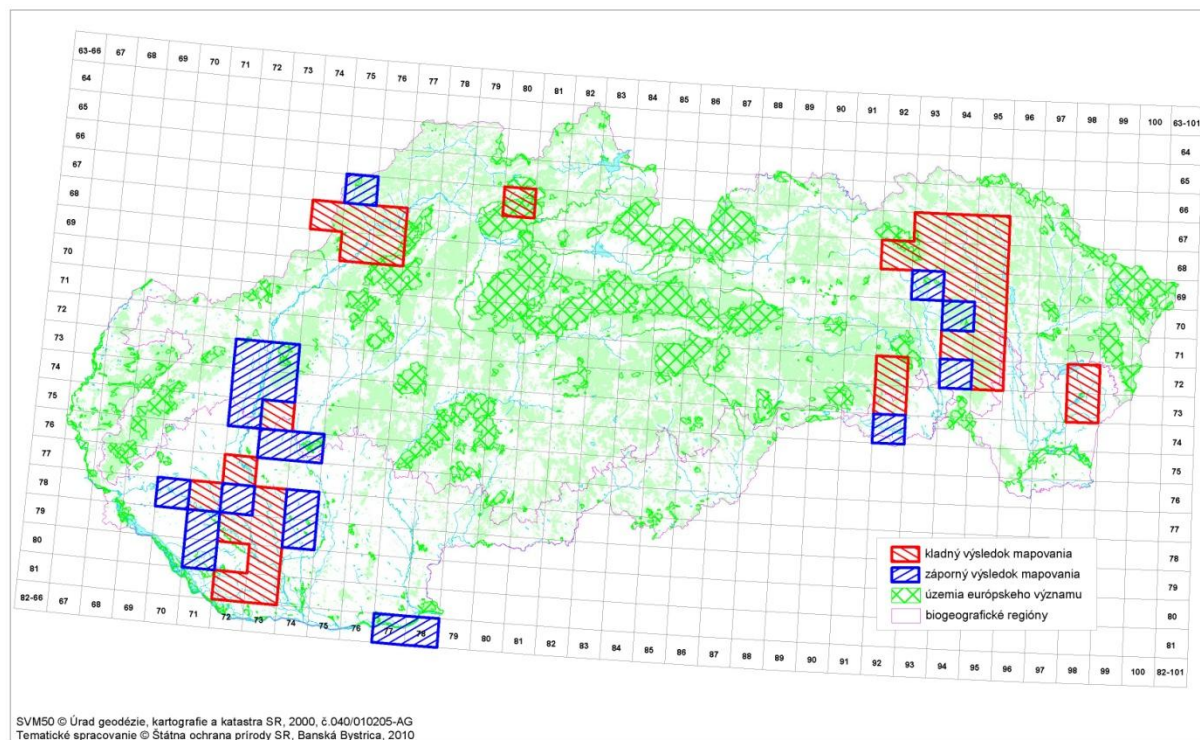 63-66 67 68 69 70 71 72 73 74 75 76 77 78 79 80 81 82 83 84 85 86 87 88 89 90 91 92 93 94 95 96 97 98 99 100 63-101
64 64
65 65
66 66
67 67
68 68
69 69
70 70
71 71
72 72
73 73
74 74
75 75
76 76
77 77
78 78
79 79
80 80
81 81
82-66 67 68 69 70 71 72 73 74 75 76 77 78 79 80 81 82 83 84 85 86 87 88 89 90 91 92 93 94 95 96 97 98 99 100 82-101
kladný výsledok mapovania
záporný výsledok mapovania
územia európskeho významu
biogeografické regióny
SVM50 © Úrad geodézie, kartografie a katastra SR, 2000, č.040/010205-AG
Tematické spracovanie © Štátna ochrana prírody SR, Banská Bystrica, 2010